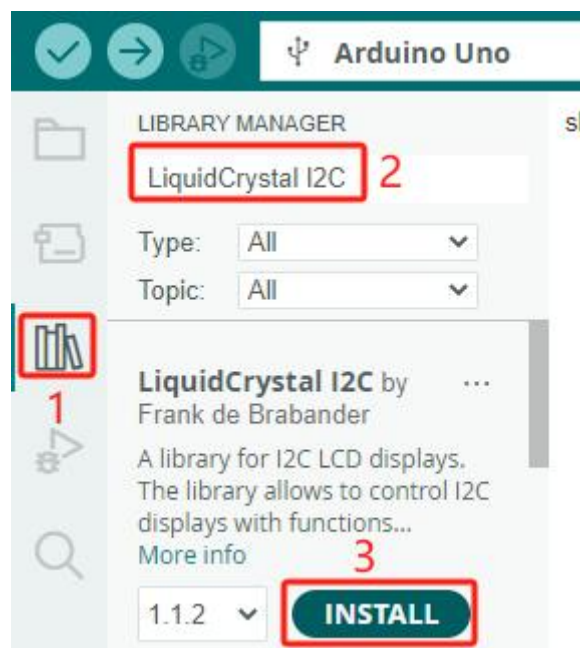 Arduino Uno
LIBRARY MANAGER
LiquidCrystal I2C
2
Type: All
Topic: All
1
LiquidCrystal I2C by
Frank de Brabander
A library for I2C LCD displays.
The library allows to control I2C
displays with functions...
More info
3
1.1.2
INSTALL